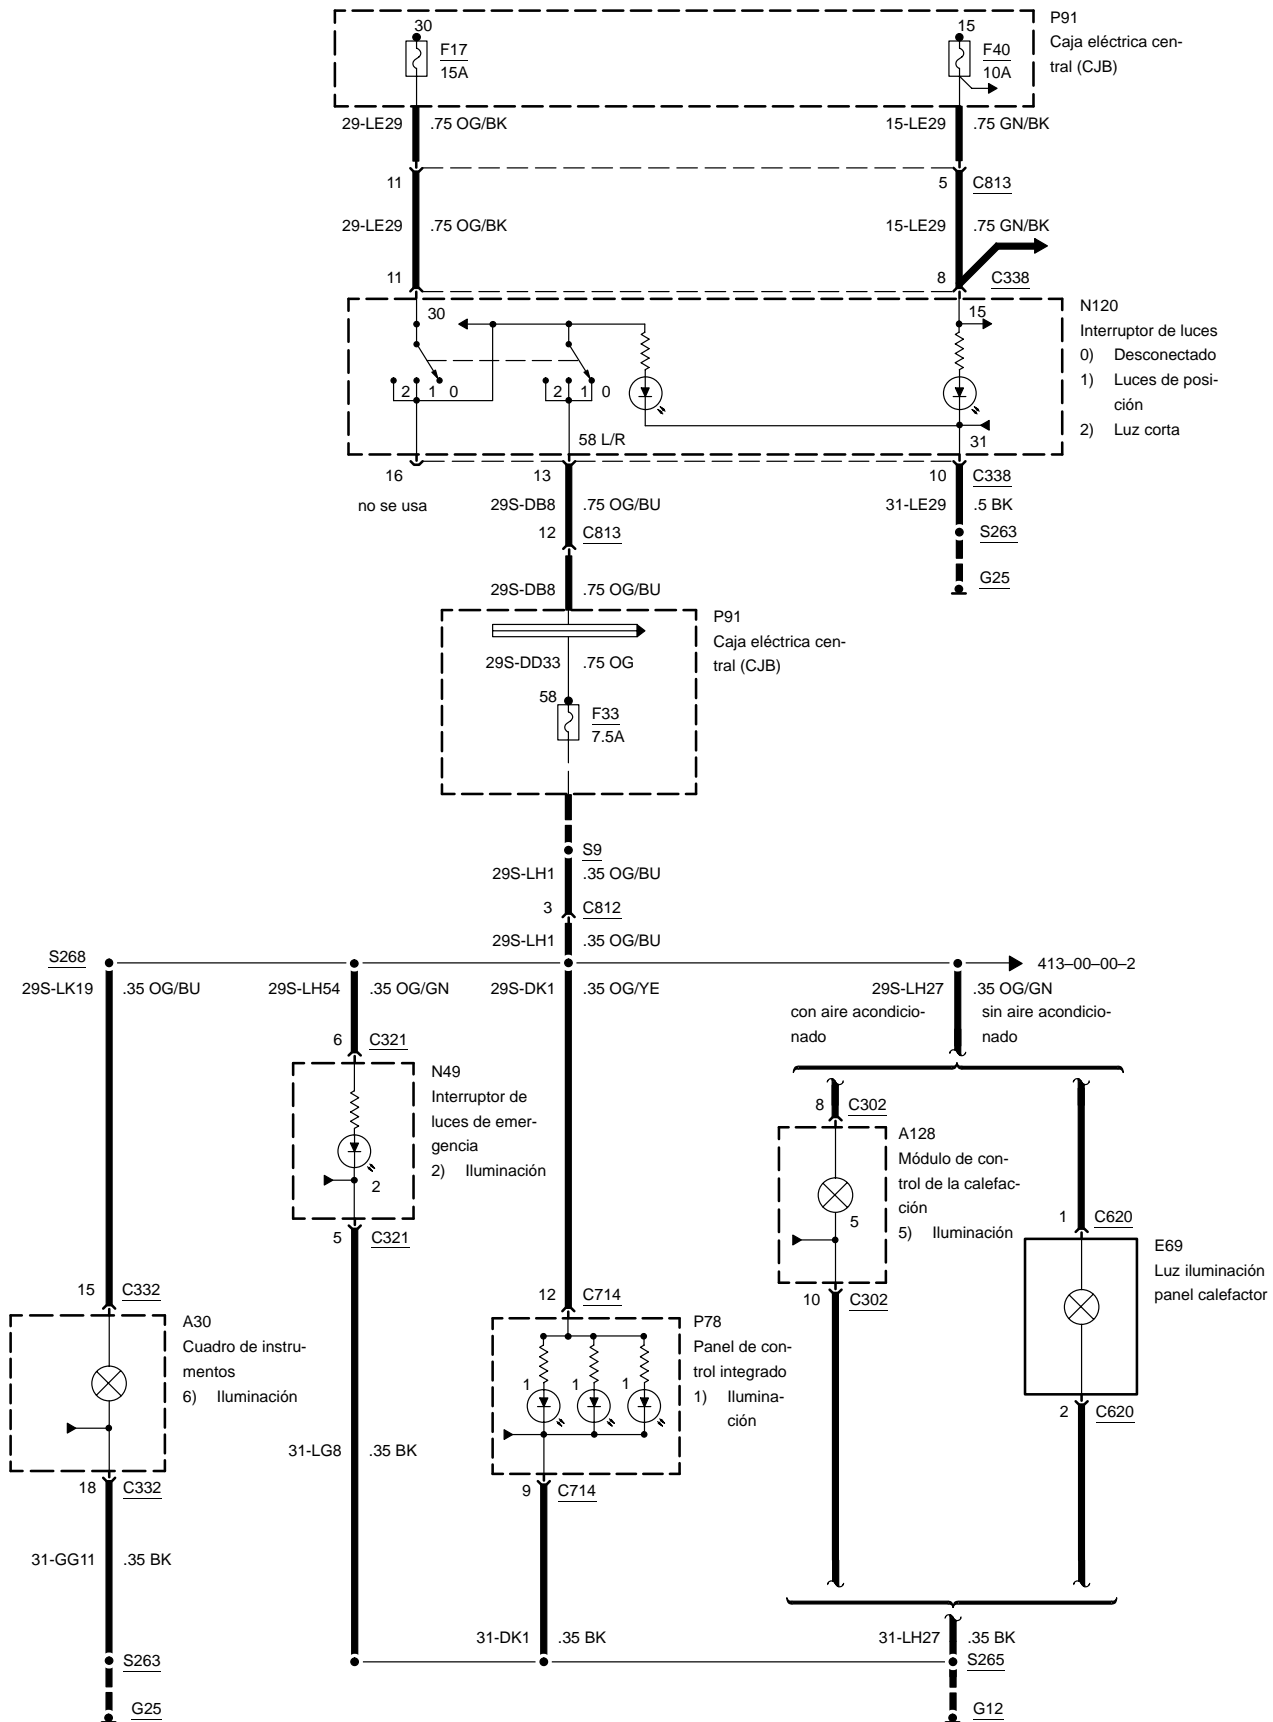 30
F17
15A
15
F40
10A
P91
Caja eléctrica cen-
tral (CJB)
29-LE29 .75 OG/BK
15-LE29 .75 GN/BK
11
5 C813
29-LE29 .75 OG/BK
15-LE29 .75 GN/BK
11
8 C338
30
15
2 1 0
2 1 0
58 L/R
31
N120
Interruptor de luces
0) Desconectado
1) Luces de posi-
ción
2) Luz corta
16
13
10 C338
no se usa
29S-DB8 .75 OG/BU
31-LE29 .5 BK
12 C813
S263
G25
29S-DB8 .75 OG/BU
P91
Caja eléctrica cen-
tral (CJB)
29S-DD33 .75 OG
58
F33
7.5A
S9
29S-LH1 .35 OG/BU
3 C812
29S-LH1 .35 OG/BU
S268
413–00–00–2
29S-LK19 .35 OG/BU
29S-LH54 .35 OG/GN
29S-DK1 .35 OG/YE
29S-LH27 .35 OG/GN
con aire acondicio-
nado
sin aire acondicio-
nado
6 C321
N49
Interruptor de
luces de emer-
gencia
2) Iluminación
2
5 C321
8 C302
A128
Módulo de con-
trol de la calefac-
ción
5) Iluminación
5
10 C302
1 C620
E69
Luz iluminación
panel calefactor
2 C620
15 C332
A30
Cuadro de instru-
mentos
6) Iluminación
18 C332
12 C714
P78
Panel de con-
trol integrado
1) Ilumina-
ción
1 1 1
9 C714
31-LG8 .35 BK
31-GG11 .35 BK
31-DK1 .35 BK
31-LH27 .35 BK
S263
G25
S265
G12